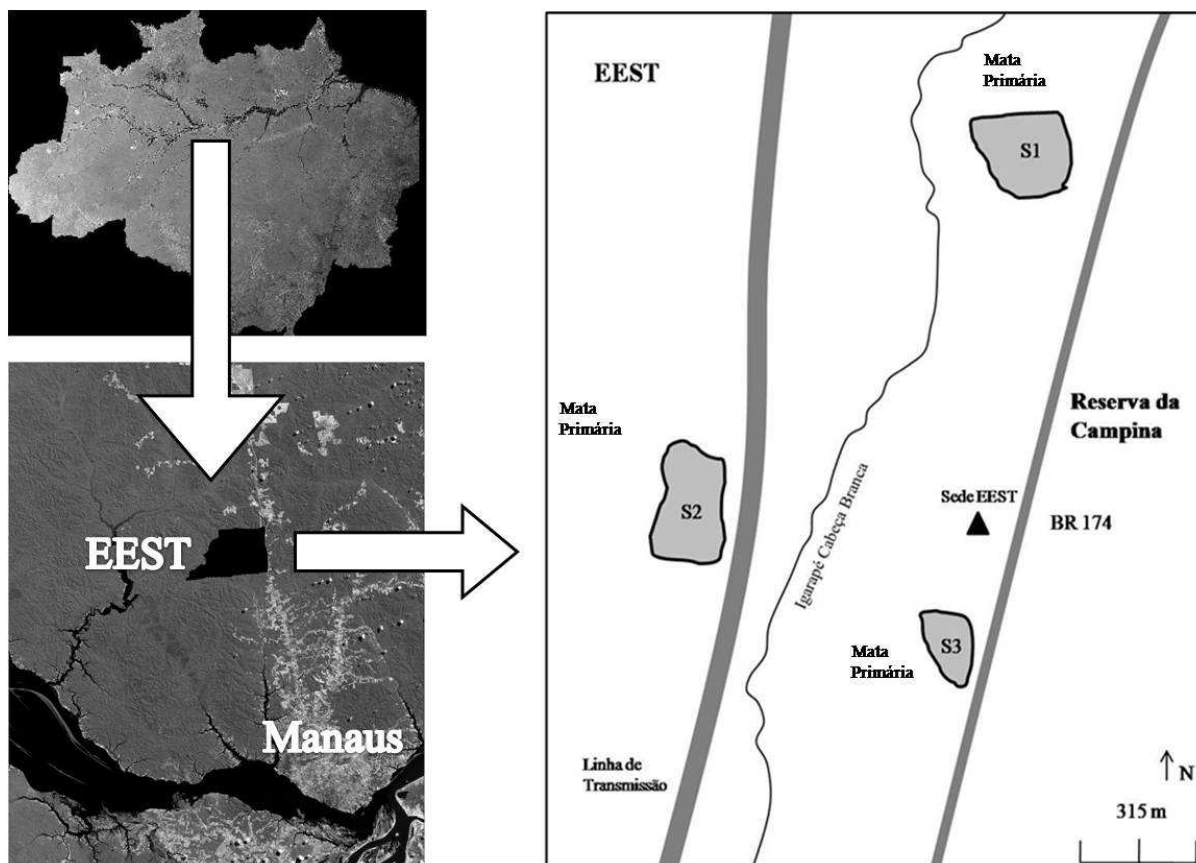 EEST
Manaus
EEST
Mata
Primária
S1
Mata
Primária
S2
Reserva da
Campina
Sede EEST
BR 174
Igarapé Cabeça Branca
S3
Mata
Primária
Linha de
Transmissão
N
315 m